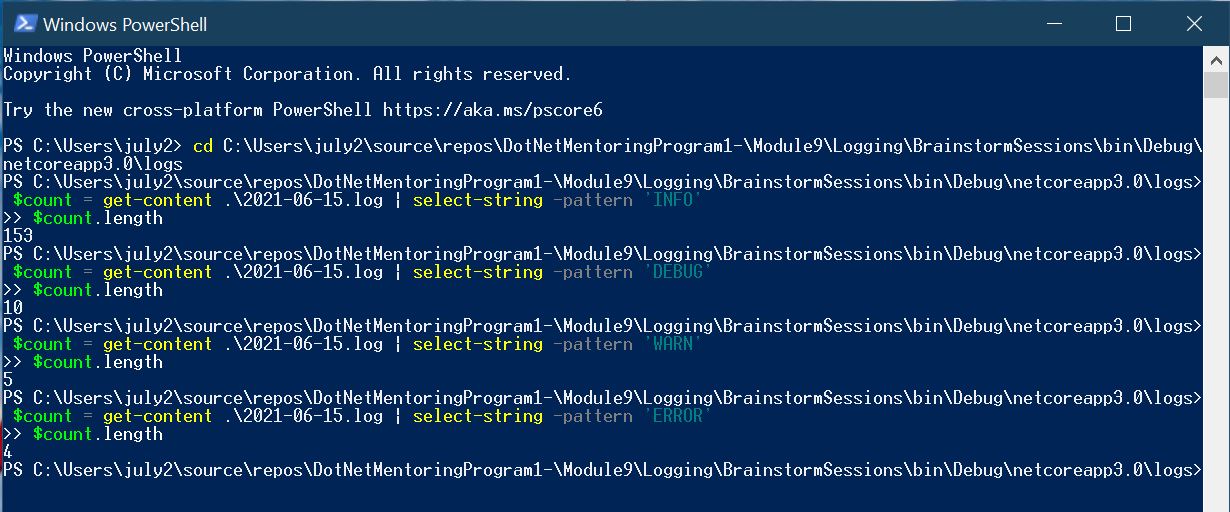 Windows PowerShell
Windows PowerShell
Copyright (C) Microsoft Corporation. All rights reserved.
Try the new cross-platform PowerShell https://aka.ms/pscore6
PS C:\Users\july2> cd C:\Users\july2\source\repos\DotNetMentoringProgram1-\Module9\Logging\BrainstormSessions\bin\Debug\
netcoreapp3.0\logs
PS C:\Users\july2\source\repos\DotNetMentoringProgram1-\Module9\Logging\BrainstormSessions\bin\Debug\netcoreapp3.0\logs>
$count = get-content .\2021-06-15.log | select-string -pattern 'INFO'
>> $count.length
153
PS C:\Users\july2\source\repos\DotNetMentoringProgram1-\Module9\Logging\BrainstormSessions\bin\Debug\netcoreapp3.0\logs>
$count = get-content .\2021-06-15.log | select-string -pattern 'DEBUG'
>> $count.length
10
PS C:\Users\july2\source\repos\DotNetMentoringProgram1-\Module9\Logging\BrainstormSessions\bin\Debug\netcoreapp3.0\logs>
$count = get-content .\2021-06-15.log | select-string -pattern 'WARN'
>> $count.length
5
PS C:\Users\july2\source\repos\DotNetMentoringProgram1-\Module9\Logging\BrainstormSessions\bin\Debug\netcoreapp3.0\logs>
$count = get-content .\2021-06-15.log | select-string -pattern 'ERROR'
>> $count.length
4
PS C:\Users\july2\source\repos\DotNetMentoringProgram1-\Module9\Logging\BrainstormSessions\bin\Debug\netcoreapp3.0\logs>